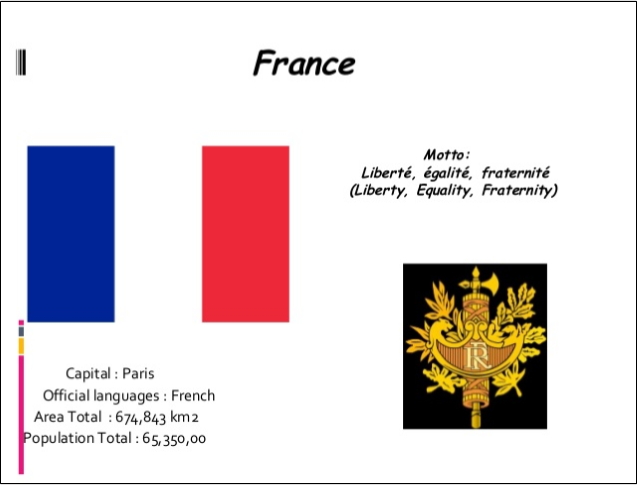 France
Motto:
Liberté, égalité, fraternité
(Liberty, Equality, Fraternity)
RF
Capital : Paris
Official languages : French
Area Total : 674,843 km2
Population Total : 65,350,00